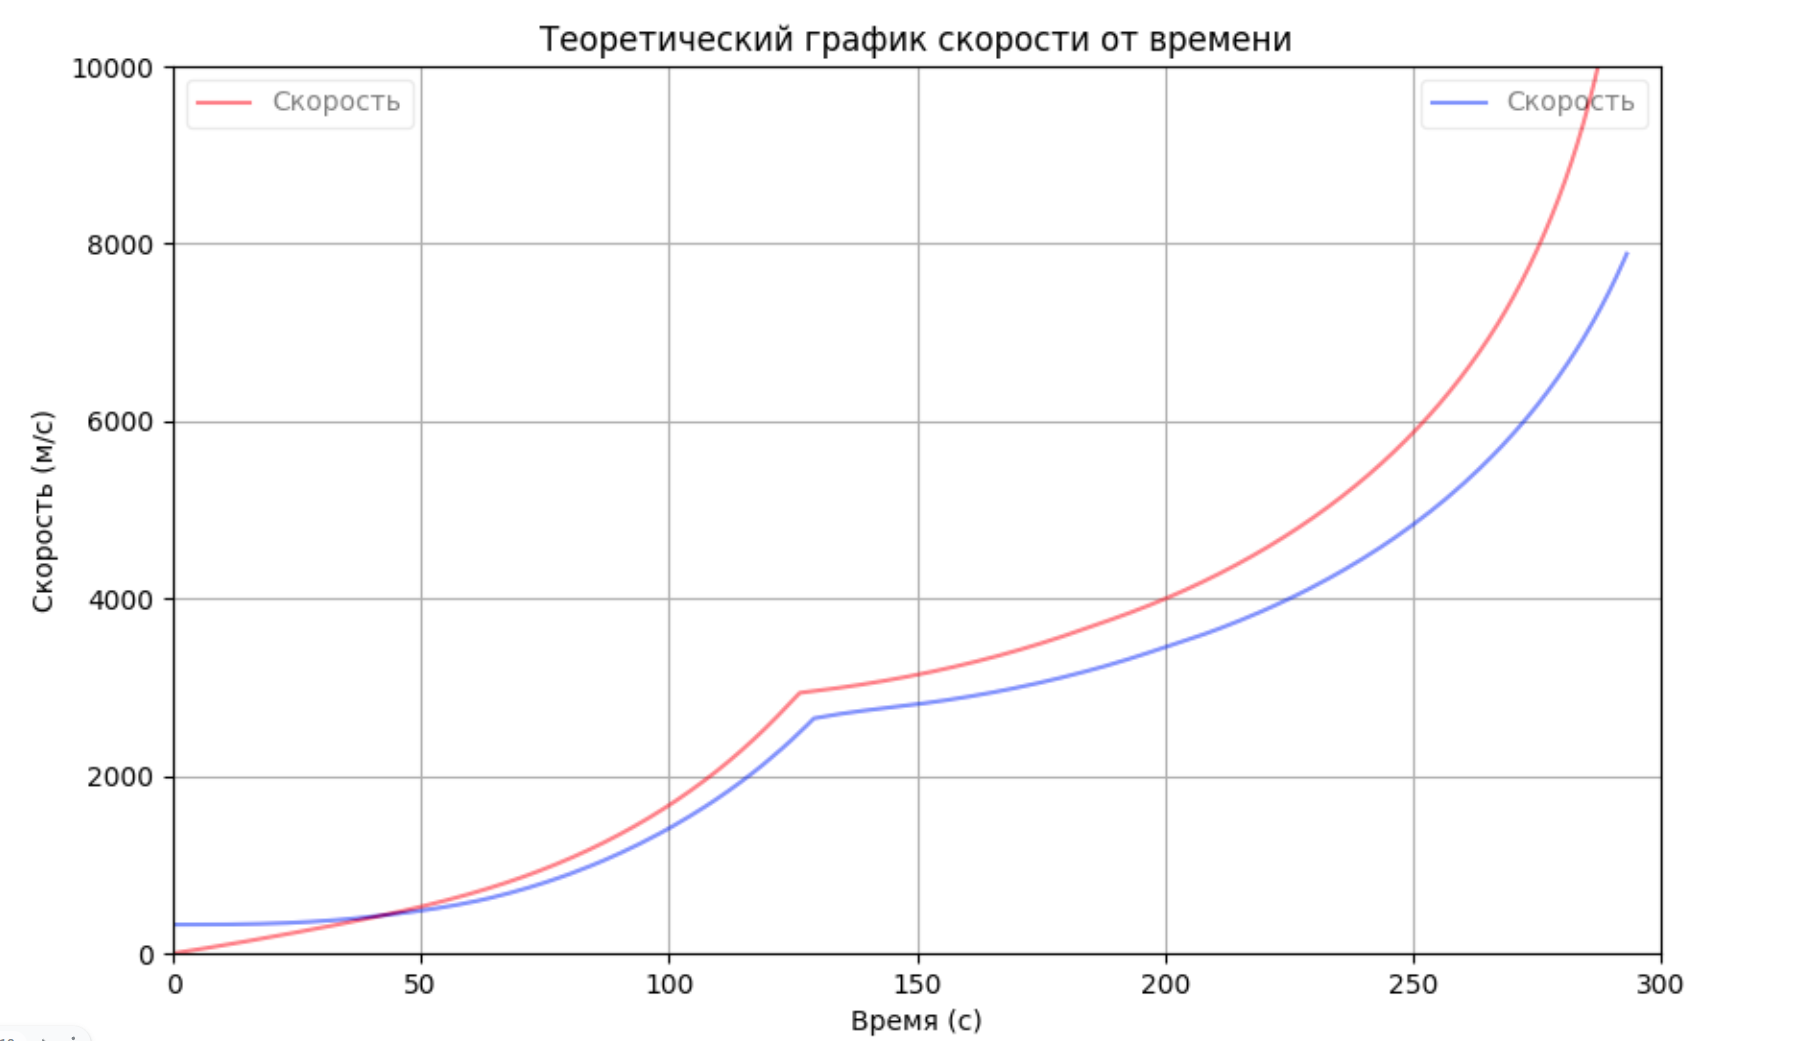 Теоретический график скорости от времени
10000
8000
6000
4000
2000
0
Скорость (м/с)
Скорость
Скорость
0 50 100 150 200 250 300
Время (с)